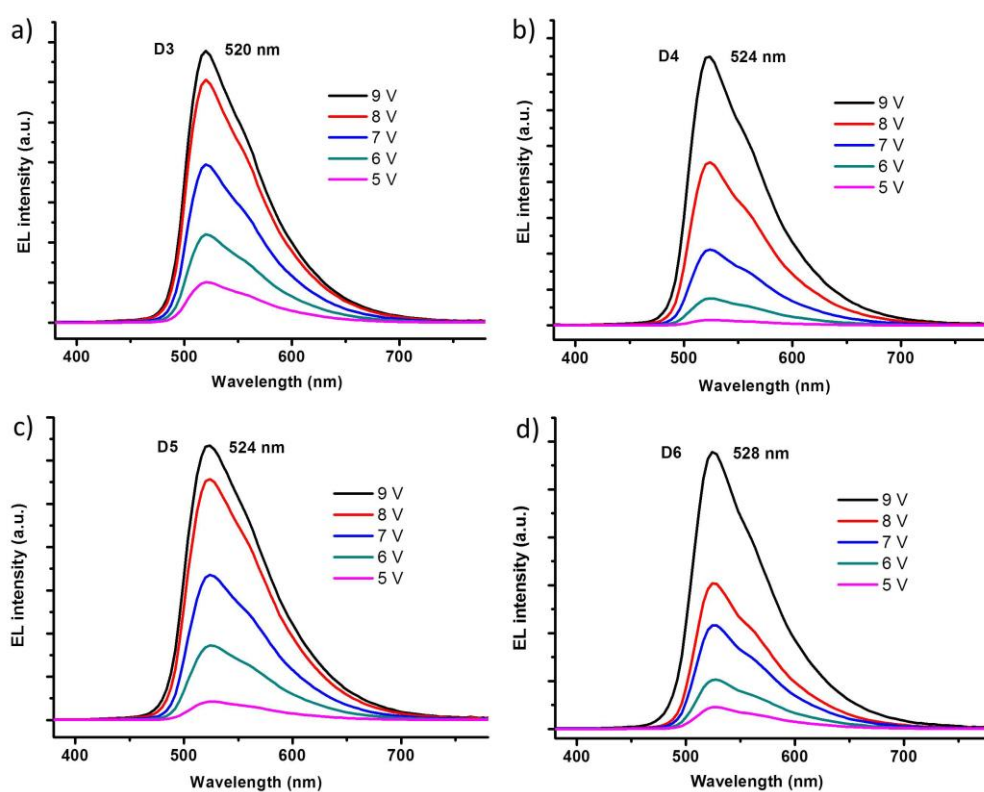 a)
D3 520 nm
9 V
8 V
7 V
6 V
5 V
EL intensity (a.u.)
400 500 600 700
Wavelength (nm)
b)
D4 524 nm
9 V
8 V
7 V
6 V
5 V
EL intensity (a.u.)
400 500 600 700
Wavelength (nm)
c)
D5 524 nm
9 V
8 V
7 V
6 V
5 V
EL intensity (a.u.)
400 500 600 700
Wavelength (nm)
d)
D6 528 nm
9 V
8 V
7 V
6 V
5 V
EL intensity (a.u.)
400 500 600 700
Wavelength (nm)